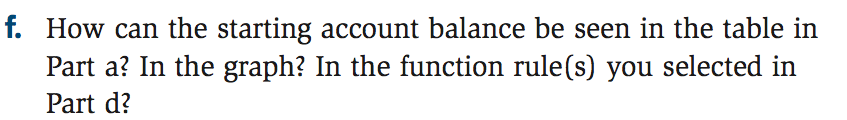 f. How can the starting account balance be seen in the table in
Part a? In the graph? In the function rule(s) you selected in
Part d?